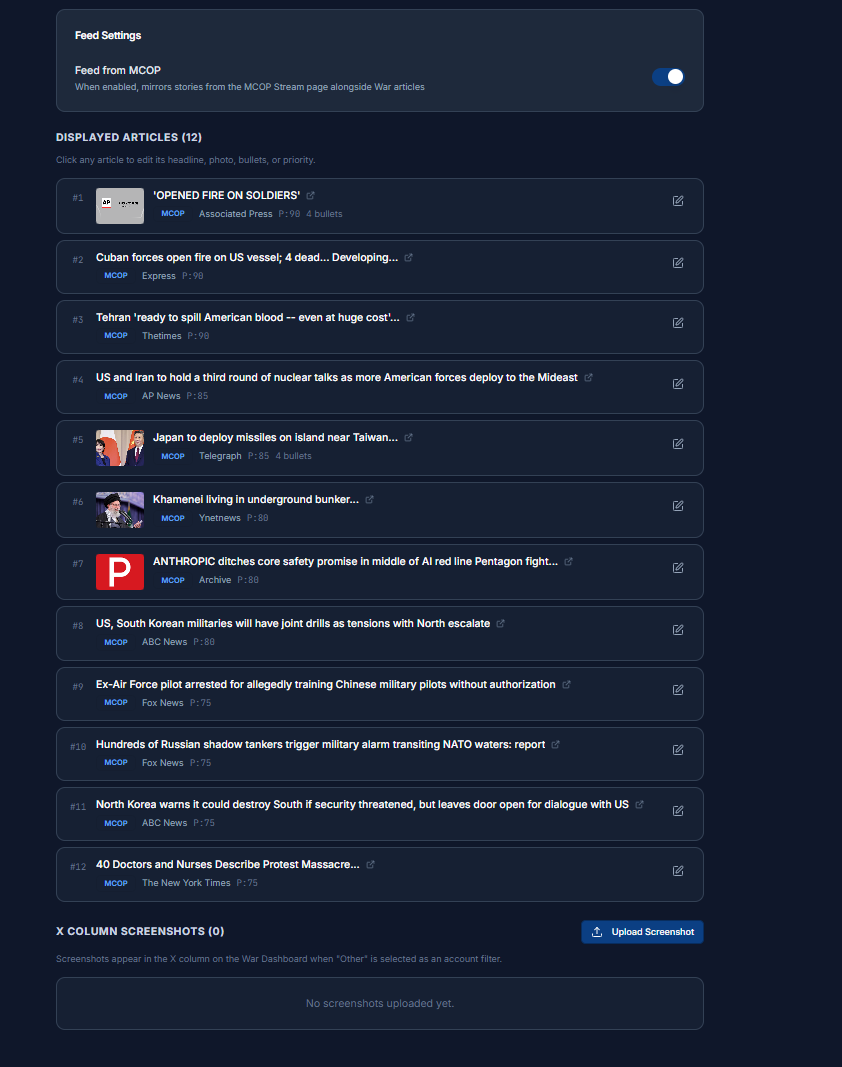 Feed Settings
Feed from MCOP
When enabled, mirrors stories from the MCOP Stream page alongside War articles
DISPLAYED ARTICLES (12)
Click any article to edit its headline, photo, bullets, or priority.
#1
AP
'OPENED FIRE ON SOLDIERS'
MCOP Associated Press P:90 4 bullets
#2 Cuban forces open fire on US vessel; 4 dead... Developing...
MCOP Express P:90
#3 Tehran 'ready to spill American blood -- even at huge cost'...
MCOP Thetimes P:90
#4 US and Iran to hold a third round of nuclear talks as more American forces deploy to the Mideast
MCOP AP News P:85
#5 Japan to deploy missiles on island near Taiwan...
MCOP Telegraph P:85 4 bullets
#6 Khamenei living in underground bunker...
MCOP Ynetnews P:80
#7 P ANTHROPIC ditches core safety promise in middle of AI red line Pentagon fight...
MCOP Archive P:80
#8 US, South Korean militaries will have joint drills as tensions with North escalate
MCOP ABC News P:80
#9 Ex-Air Force pilot arrested for allegedly training Chinese military pilots without authorization
MCOP Fox News P:75
#10 Hundreds of Russian shadow tankers trigger military alarm transiting NATO waters: report
MCOP Fox News P:75
#11 North Korea warns it could destroy South if security threatened, but leaves door open for dialogue with US
MCOP ABC News P:75
#12 40 Doctors and Nurses Describe Protest Massacre...
MCOP The New York Times P:75
X COLUMN SCREENSHOTS (0)
Upload Screenshot
Screenshots appear in the X column on the War Dashboard when "Other" is selected as an account filter.
No screenshots uploaded yet.